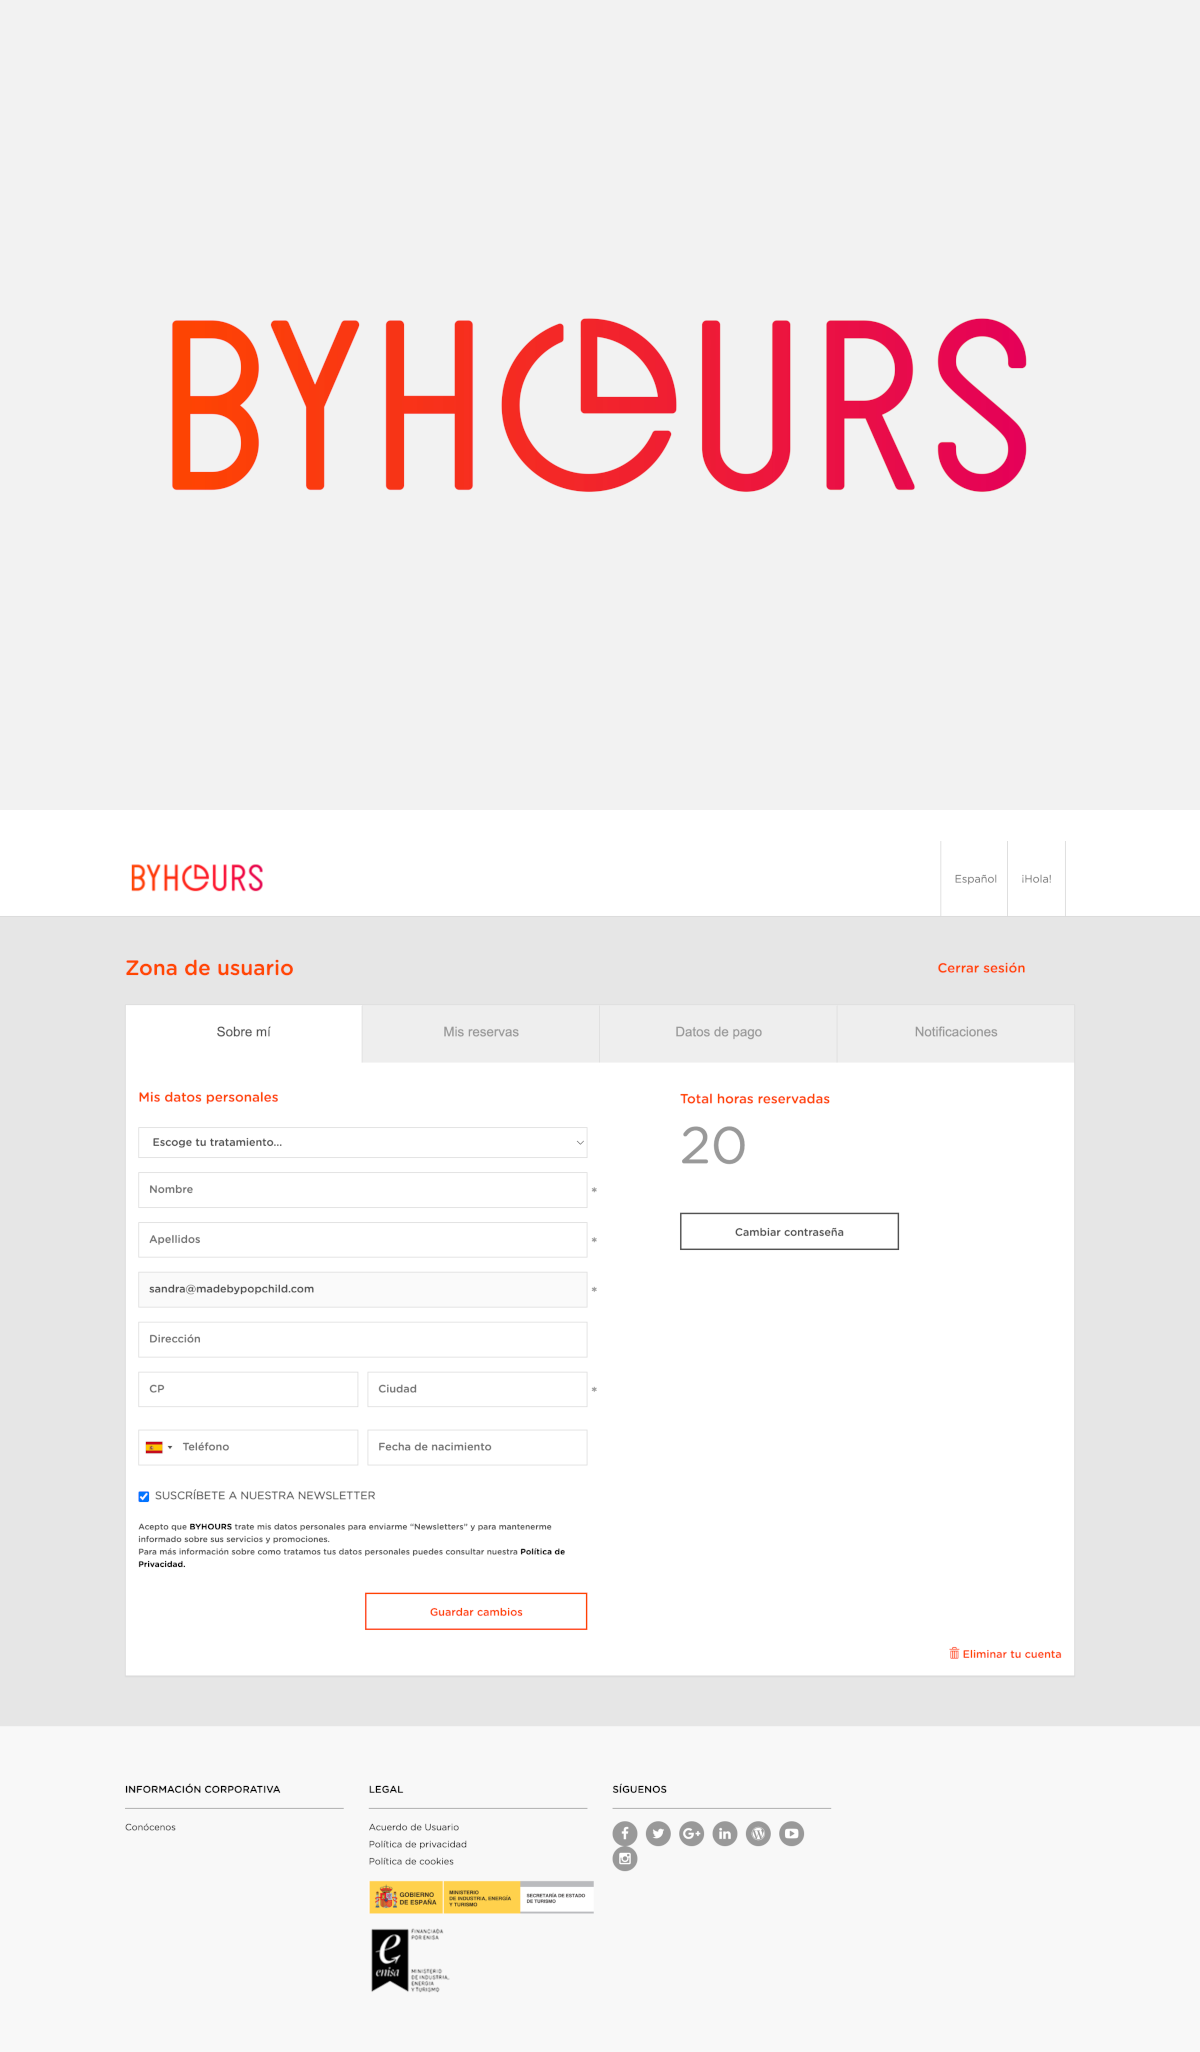 BYHOURS
BYHOURS
Español
¡Hola!
Zona de usuario
Cerrar sesión
Sobre mí
Mis reservas
Datos de pago
Notificaciones
Mis datos personales
Escoge tu tratamiento...
Nombre
*
Apellidos
*
sandra@madebypopchild.com
*
Dirección
CP
Ciudad
*
Teléfono
Fecha de nacimiento
SUSCRÍBETE A NUESTRA NEWSLETTER
Acepto que BYHOURS trate mis datos personales para enviarme "Newsletters" y para mantenerme
informado sobre sus servicios y promociones.
Para más información sobre como tratamos tus datos personales puedes consultar nuestra Política de
Privacidad.
Guardar cambios
Total horas reservadas
20
Cambiar contraseña
Eliminar tu cuenta
INFORMACIÓN CORPORATIVA
Conócenos
LEGAL
Acuerdo de Usuario
Política de privacidad
Política de cookies
GOBIERNO
DE ESPAÑA
MINISTERIO
DE INDUSTRIA, ENERGÍA
Y TURISMO
SECRETARÍA DE ESTADO
DE TURISMO
FINANCIADA
POR ENISA
e
enisa
MINISTERIO
DE INDUSTRIA,
ENERGÍA
Y TURISMO
SÍGUENOS